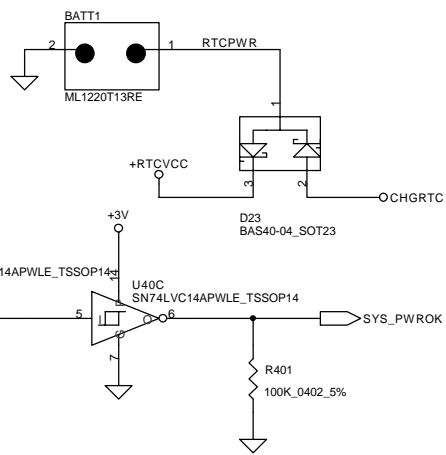 BATT1
2
1
RTCPWR
ML1220T13RE
1
+RTCVCC
3
2
CHGRTC
D23
BAS40-04_SOT23
+3V
14APWLE_TSSOP14
14
U40C
SN74LVC14APWLE_TSSOP14
P
5
I
O
6
G
SYS_PWROK
7
R401
100K_0402_5%